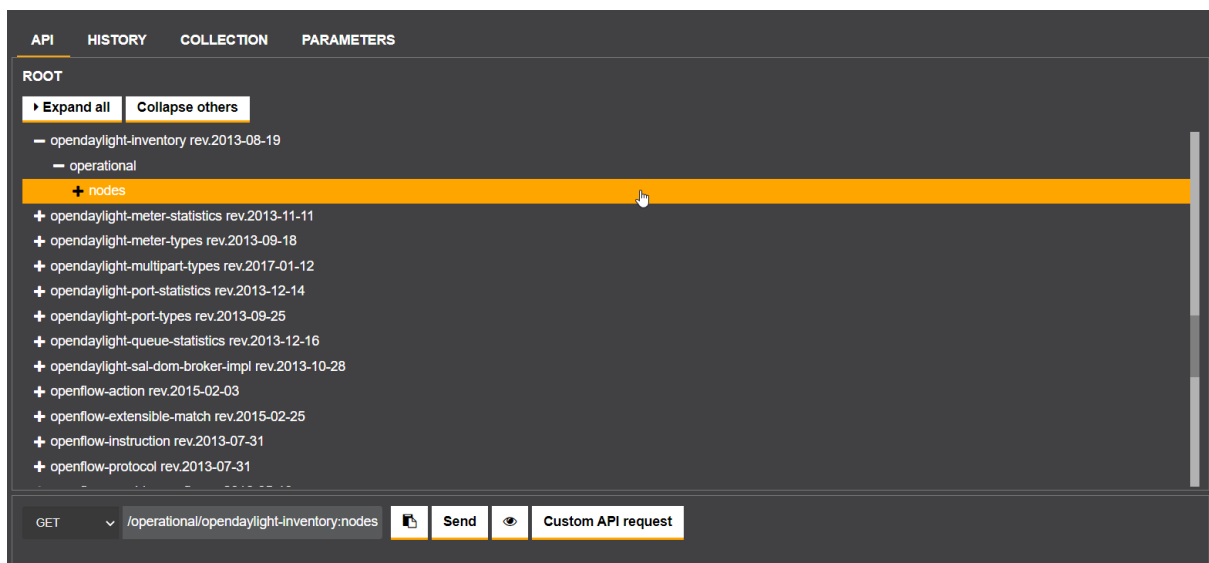 API HISTORY COLLECTION PARAMETERS
ROOT
Expand all Collapse others
opendaylight-inventory rev.2013-08-19
operational
nodes
opendaylight-meter-statistics rev.2013-11-11
opendaylight-meter-types rev.2013-09-18
opendaylight-multipart-types rev.2017-01-12
opendaylight-port-statistics rev.2013-12-14
opendaylight-port-types rev.2013-09-25
opendaylight-queue-statistics rev.2013-12-16
opendaylight-sal-dom-broker-impl rev.2013-10-28
openflow-action rev.2015-02-03
openflow-extensible-match rev.2015-02-25
openflow-instruction rev.2013-07-31
openflow-protocol rev.2013-07-31
GET /operational/opendaylight-inventory:nodes Send Custom API request